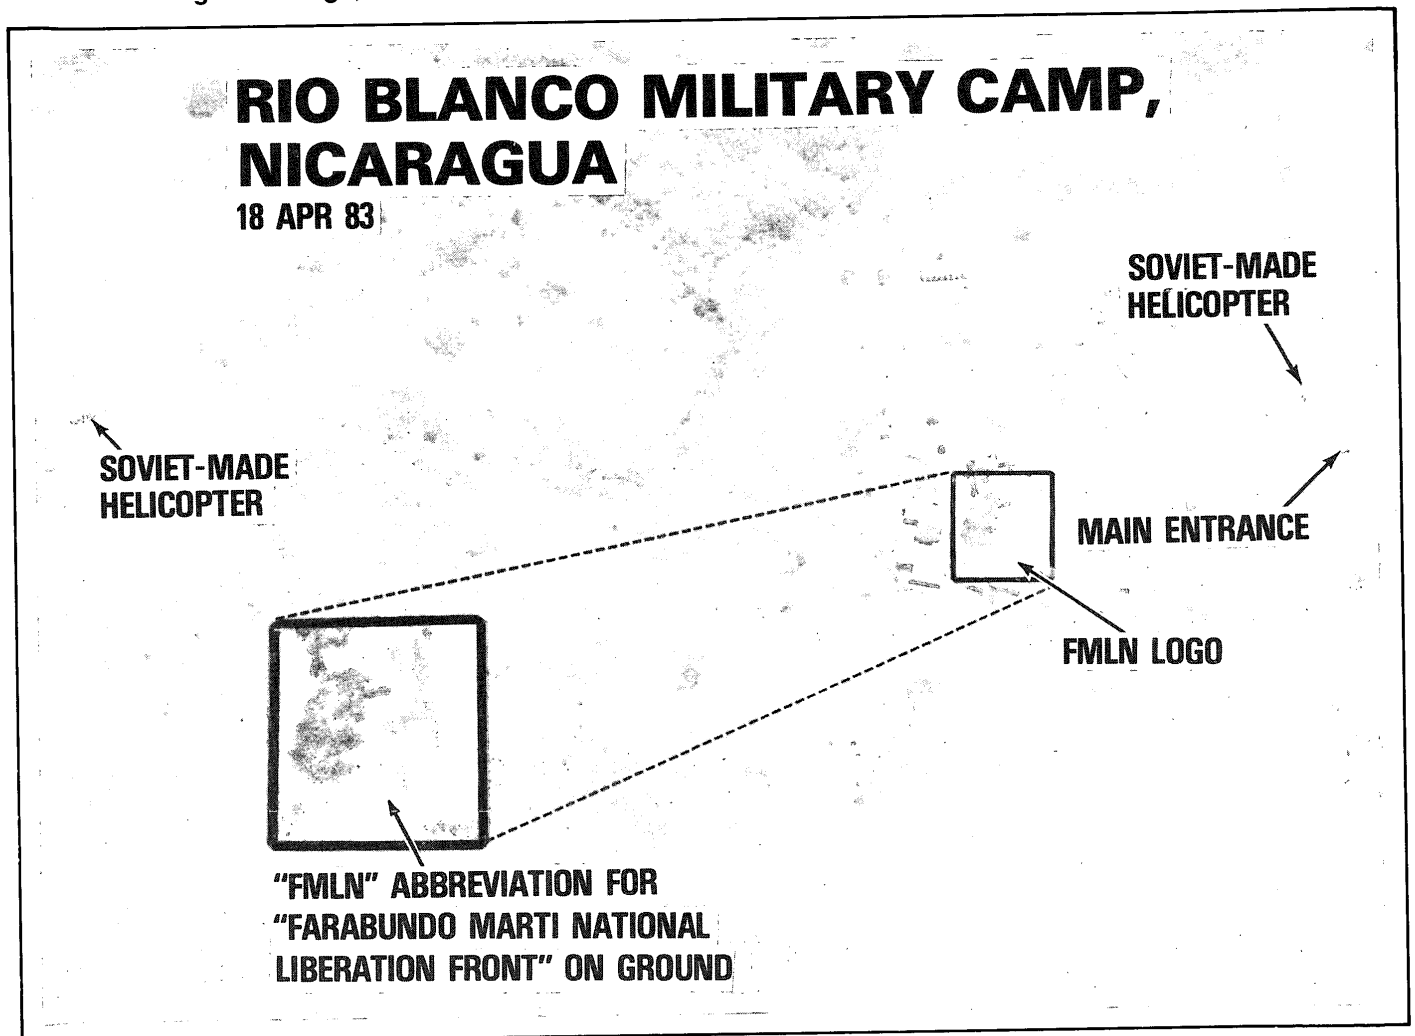 RIO BLANCO MILITARY CAMP,
NICARAGUA
18 APR 83
SOVIET-MADE
HELICOPTER
SOVIET-MADE
HELICOPTER
MAIN ENTRANCE
FMLN LOGO
"FMLN" ABBREVIATION FOR
"FARABUNDO MARTI NATIONAL
LIBERATION FRONT" ON GROUND